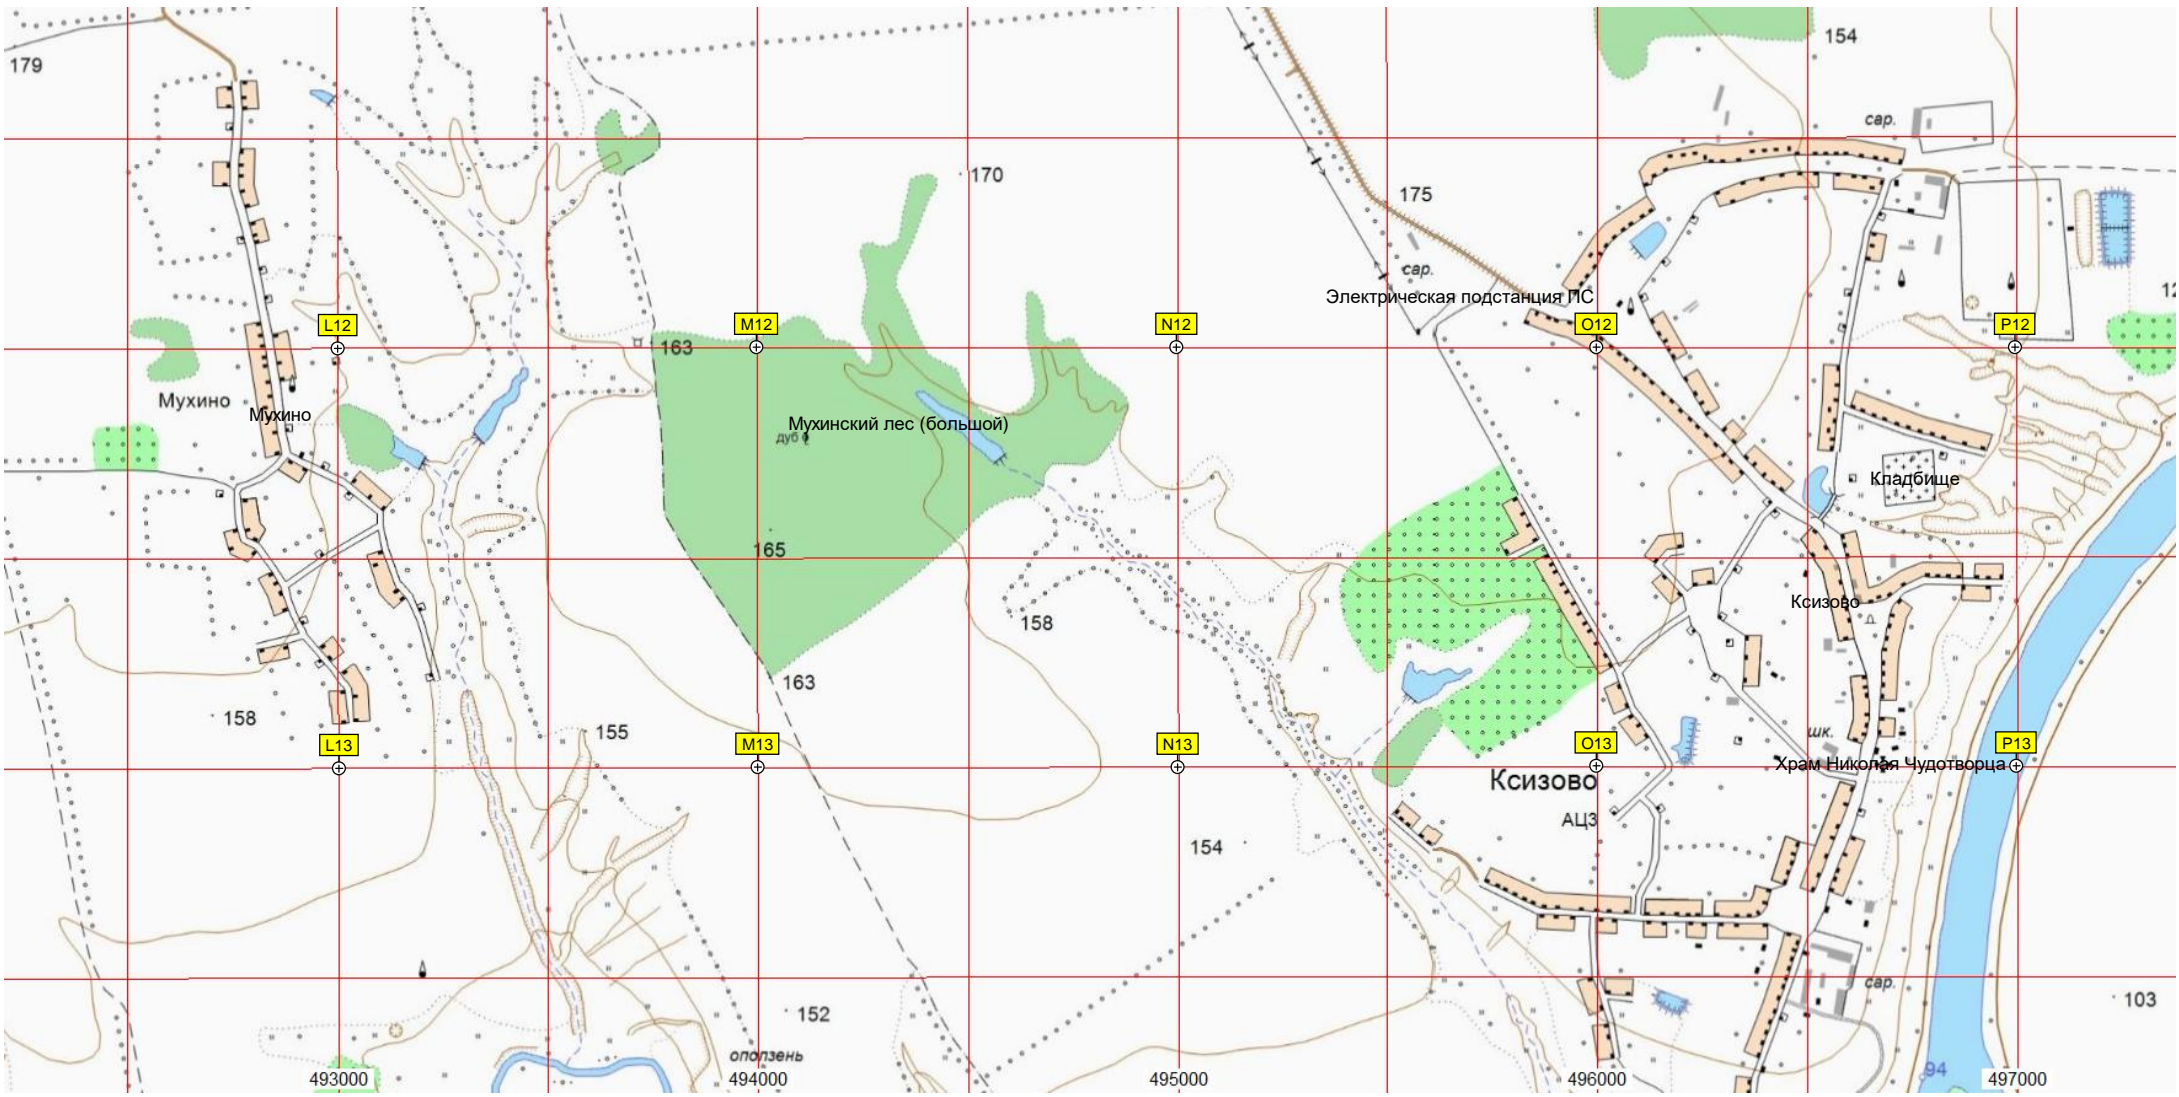 154
179
сар.
170
175
сар.
Электрическая подстанция ПС
12
L12
M12
N12
O12
P12
163
Мухино
Мухино
Мухинский лес (большой)
дуб 6
Кладбище
165
Ксизово
158
163
158
155
шк.
L13
M13
N13
O13
P13
Храм Николая Чудотворца
Ксизово
АЦЗ
154
сар.
152
103
оползень
493000
494000
495000
496000
94
497000